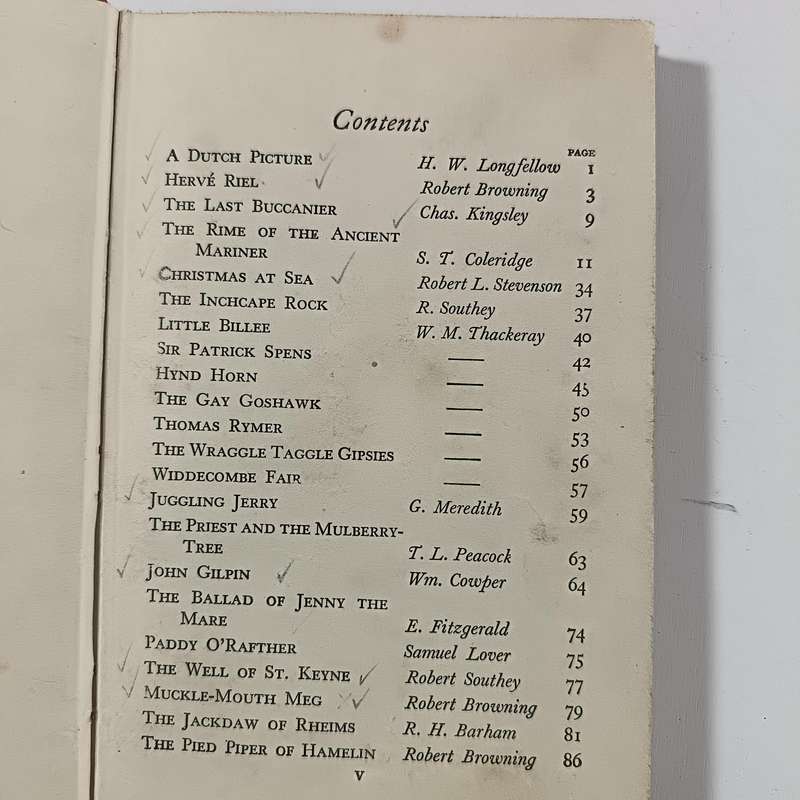 Contents
PAGE
A DUTCH PICTURE H. W. Longfellow 1
HERVÉ RIEL Robert Browning 3
THE LAST BUCCANIER Chas. Kingsley 9
THE RIME OF THE ANCIENT
MARINER S. T. Coleridge 11
CHRISTMAS AT SEA Robert L. Stevenson 34
THE INCHCAPE ROCK R. Southey 37
LITTLE BILLEE W. M. Thackeray 40
SIR PATRICK SPENS — 42
HYND HORN — 45
THE GAY GOSHAWK — 50
THOMAS RYMER — 53
THE WRAGGLE TAGGLE GIPSIES — 56
WIDDECOMBE FAIR — 57
JUGGLING JERRY G. Meredith 59
THE PRIEST AND THE MULBERRY-
TREE T. L. Peacock 63
JOHN GILPIN Wm. Cowper 64
THE BALLAD OF JENNY THE
MARE E. Fitzgerald 74
PADDY O'RAFTHER Samuel Lover 75
THE WELL OF ST. KEYNE Robert Southey 77
MUCKLE-MOUTH MEG Robert Browning 79
THE JACKDAW OF RHEIMS R. H. Barham 81
THE PIED PIPER OF HAMELIN Robert Browning 86
v